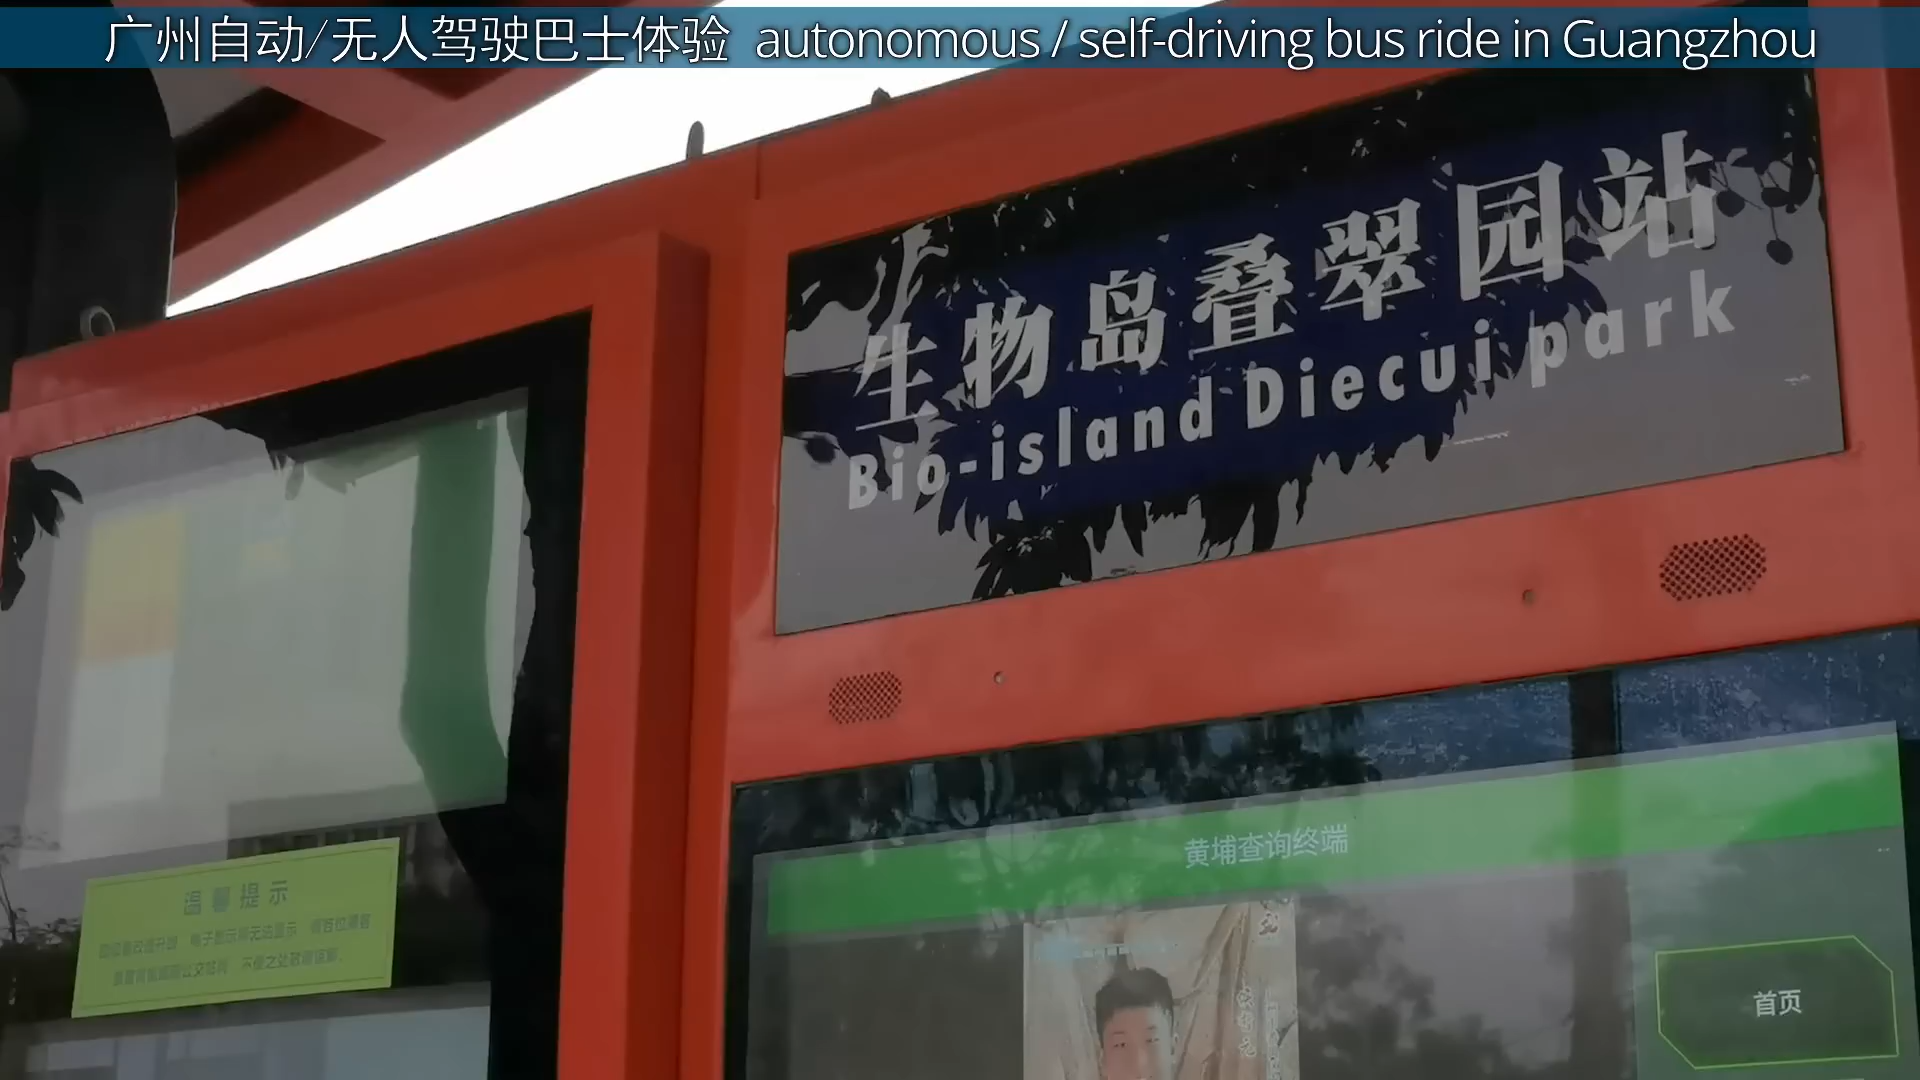 广州自动/无人驾驶巴士体验 autonomous / self-driving bus ride in Guangzhou
生物岛叠翠园站
Bio-island Diecui park
黄埔查询终端
温馨提示
首页